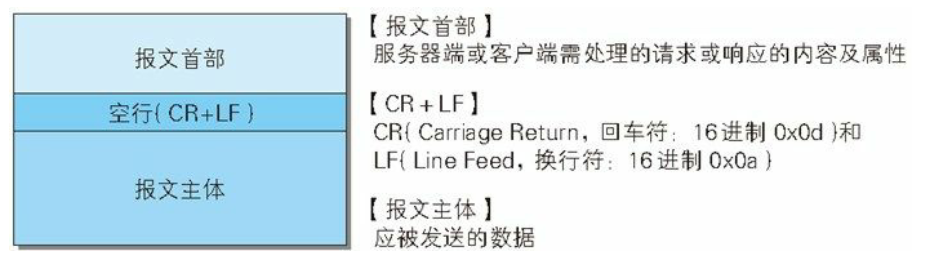 报文首部
空行( CR+LF )
报文主体
【 报文首部 】
服务器端或客户端需处理的请求或响应的内容及属性
【 CR + LF 】
CR( Carriage Return，回车符：16 进制 0x0d )和
LF( Line Feed，换行符：16 进制 0x0a )
【 报文主体 】
应被发送的数据